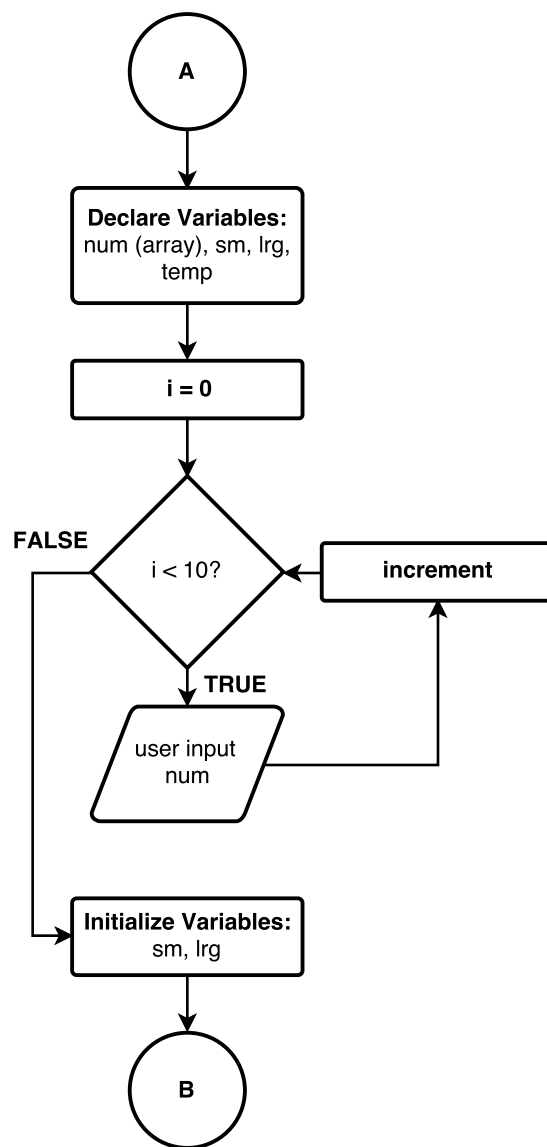 A
Declare Variables:
num (array), sm, lrg,
temp
i = 0
i < 10?
FALSE
increment
TRUE
user input
num
Initialize Variables:
sm, lrg
B